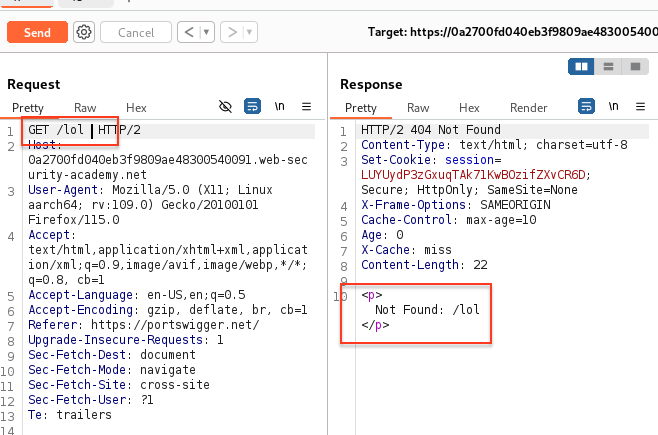 Send
Cancel
Target: https://0a2700fd040eb3f9809ae483005400
Request
Pretty Raw Hex
\n
1 GET /lol HTTP/2
2 Host:
0a2700fd040eb3f9809ae48300540091.web-sec
urity-academy.net
3 User-Agent: Mozilla/5.0 (X11; Linux
aarch64; rv:109.0) Gecko/20100101
Firefox/115.0
4 Accept:
text/html,application/xhtml+xml,applicat
ion/xml;q=0.9,image/avif,image/webp,*/*;
q=0.8, cb=1
5 Accept-Language: en-US,en;q=0.5
6 Accept-Encoding: gzip, deflate, br, cb=1
7 Referer: https://portswigger.net/
8 Upgrade-Insecure-Requests: 1
9 Sec-Fetch-Dest: document
10 Sec-Fetch-Mode: navigate
11 Sec-Fetch-Site: cross-site
12 Sec-Fetch-User: ?1
13 Te: trailers
14
Response
Pretty Raw Hex Render
\n
1 HTTP/2 404 Not Found
2 Content-Type: text/html; charset=utf-8
3 Set-Cookie: session=
LUYUydP3zGxuqTAk71KwBOzifZXvCR6D;
Secure; HttpOnly; SameSite=None
4 X-Frame-Options: SAMEORIGIN
5 Cache-Control: max-age=10
6 Age: 0
7 X-Cache: miss
8 Content-Length: 22
9
10 <p>
Not Found: /lol
</p>